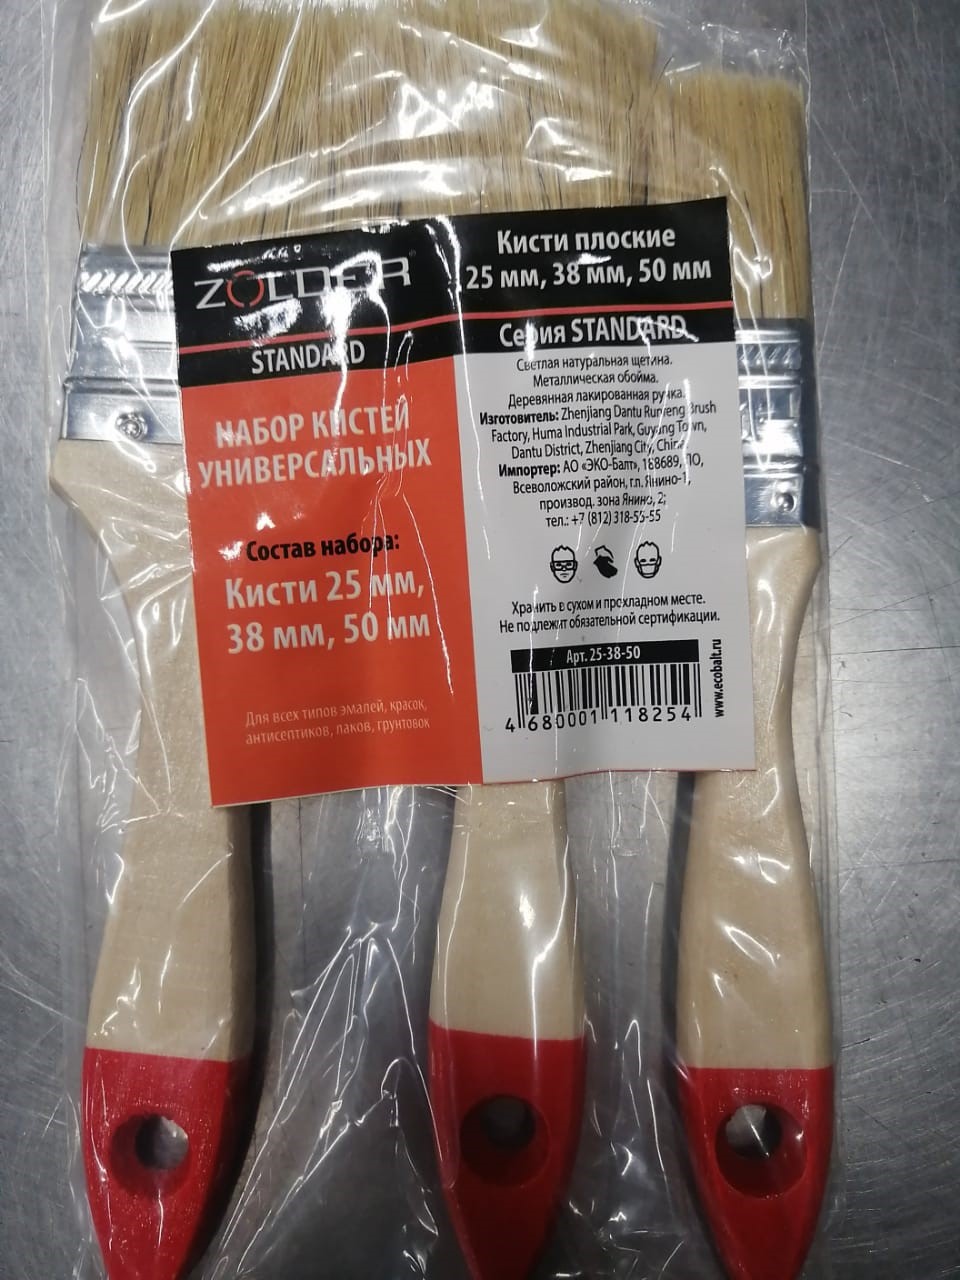 ZOLDER®
STANDARD
НАБОР КИСТЕЙ
УНИВЕРСАЛЬНЫХ
Состав набора:
Кисти 25 мм,
38 мм, 50 мм
Для всех типов эмалей, красок,
антисептиков, лаков, грунтовок
Кисти плоские
25 мм, 38 мм, 50 мм
Серия STANDARD
Светлая натуральная щетина.
Металлическая обойма.
Деревянная лакированная ручка.
Изготовитель: Zhenjiang Dantu Runfeng Brush
Factory, Huma Industrial Park, Guyang Town,
Dantu District, Zhenjiang City, China
Импортер: АО «ЭКО-Балт», 188689, ЛО,
Всеволожский район, г.п. Янино-1,
производ. зона Янино, 2;
тел.: +7 (812) 318-55-55
Хранить в сухом и прохладном месте.
Не подлежит обязательной сертификации.
Арт. 25-38-50
4 680001 118254
www.ecobalt.ru